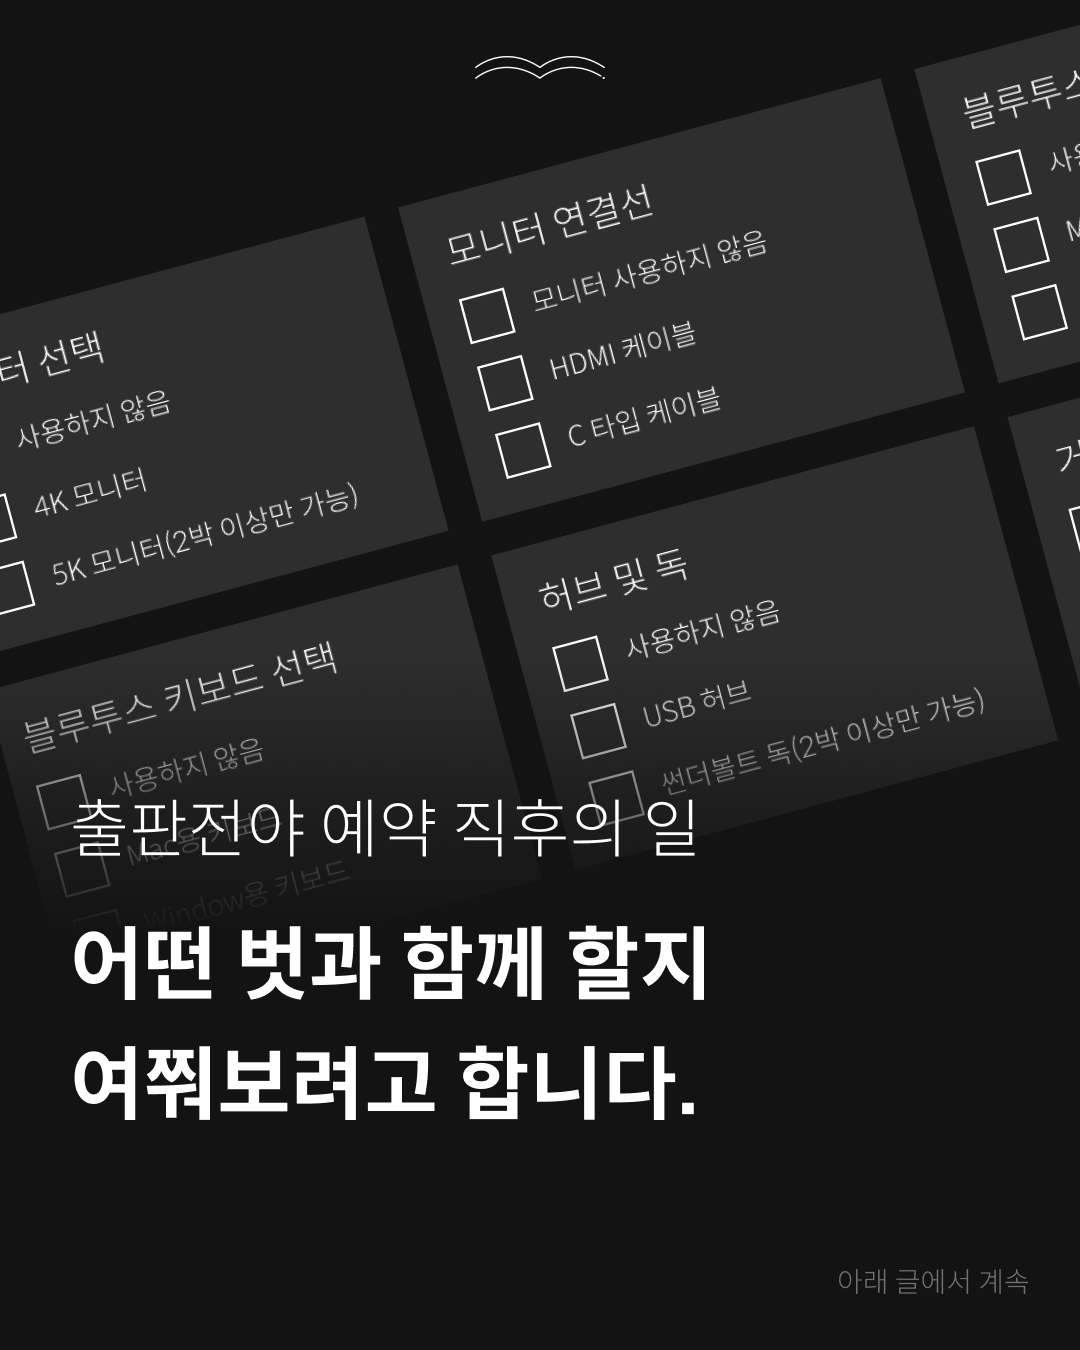 블루투스
모니터 연결선
모니터 사용하지 않음
HDMI 케이블
C 타입 케이블
터 선택
사용하지 않음
4K 모니터
5K 모니터(2박 이상만 가능)
허브 및 독
사용하지 않음
USB 허브
썬더볼트 독(2박 이상만 가능)
블루투스 키보드 선택
사용하지 않음
Mac용 키보드
Window용 키보드
출판전야 예약 직후의 일
어떤 벗과 함께 할지
여쭤보려고 합니다.
아래 글에서 계속